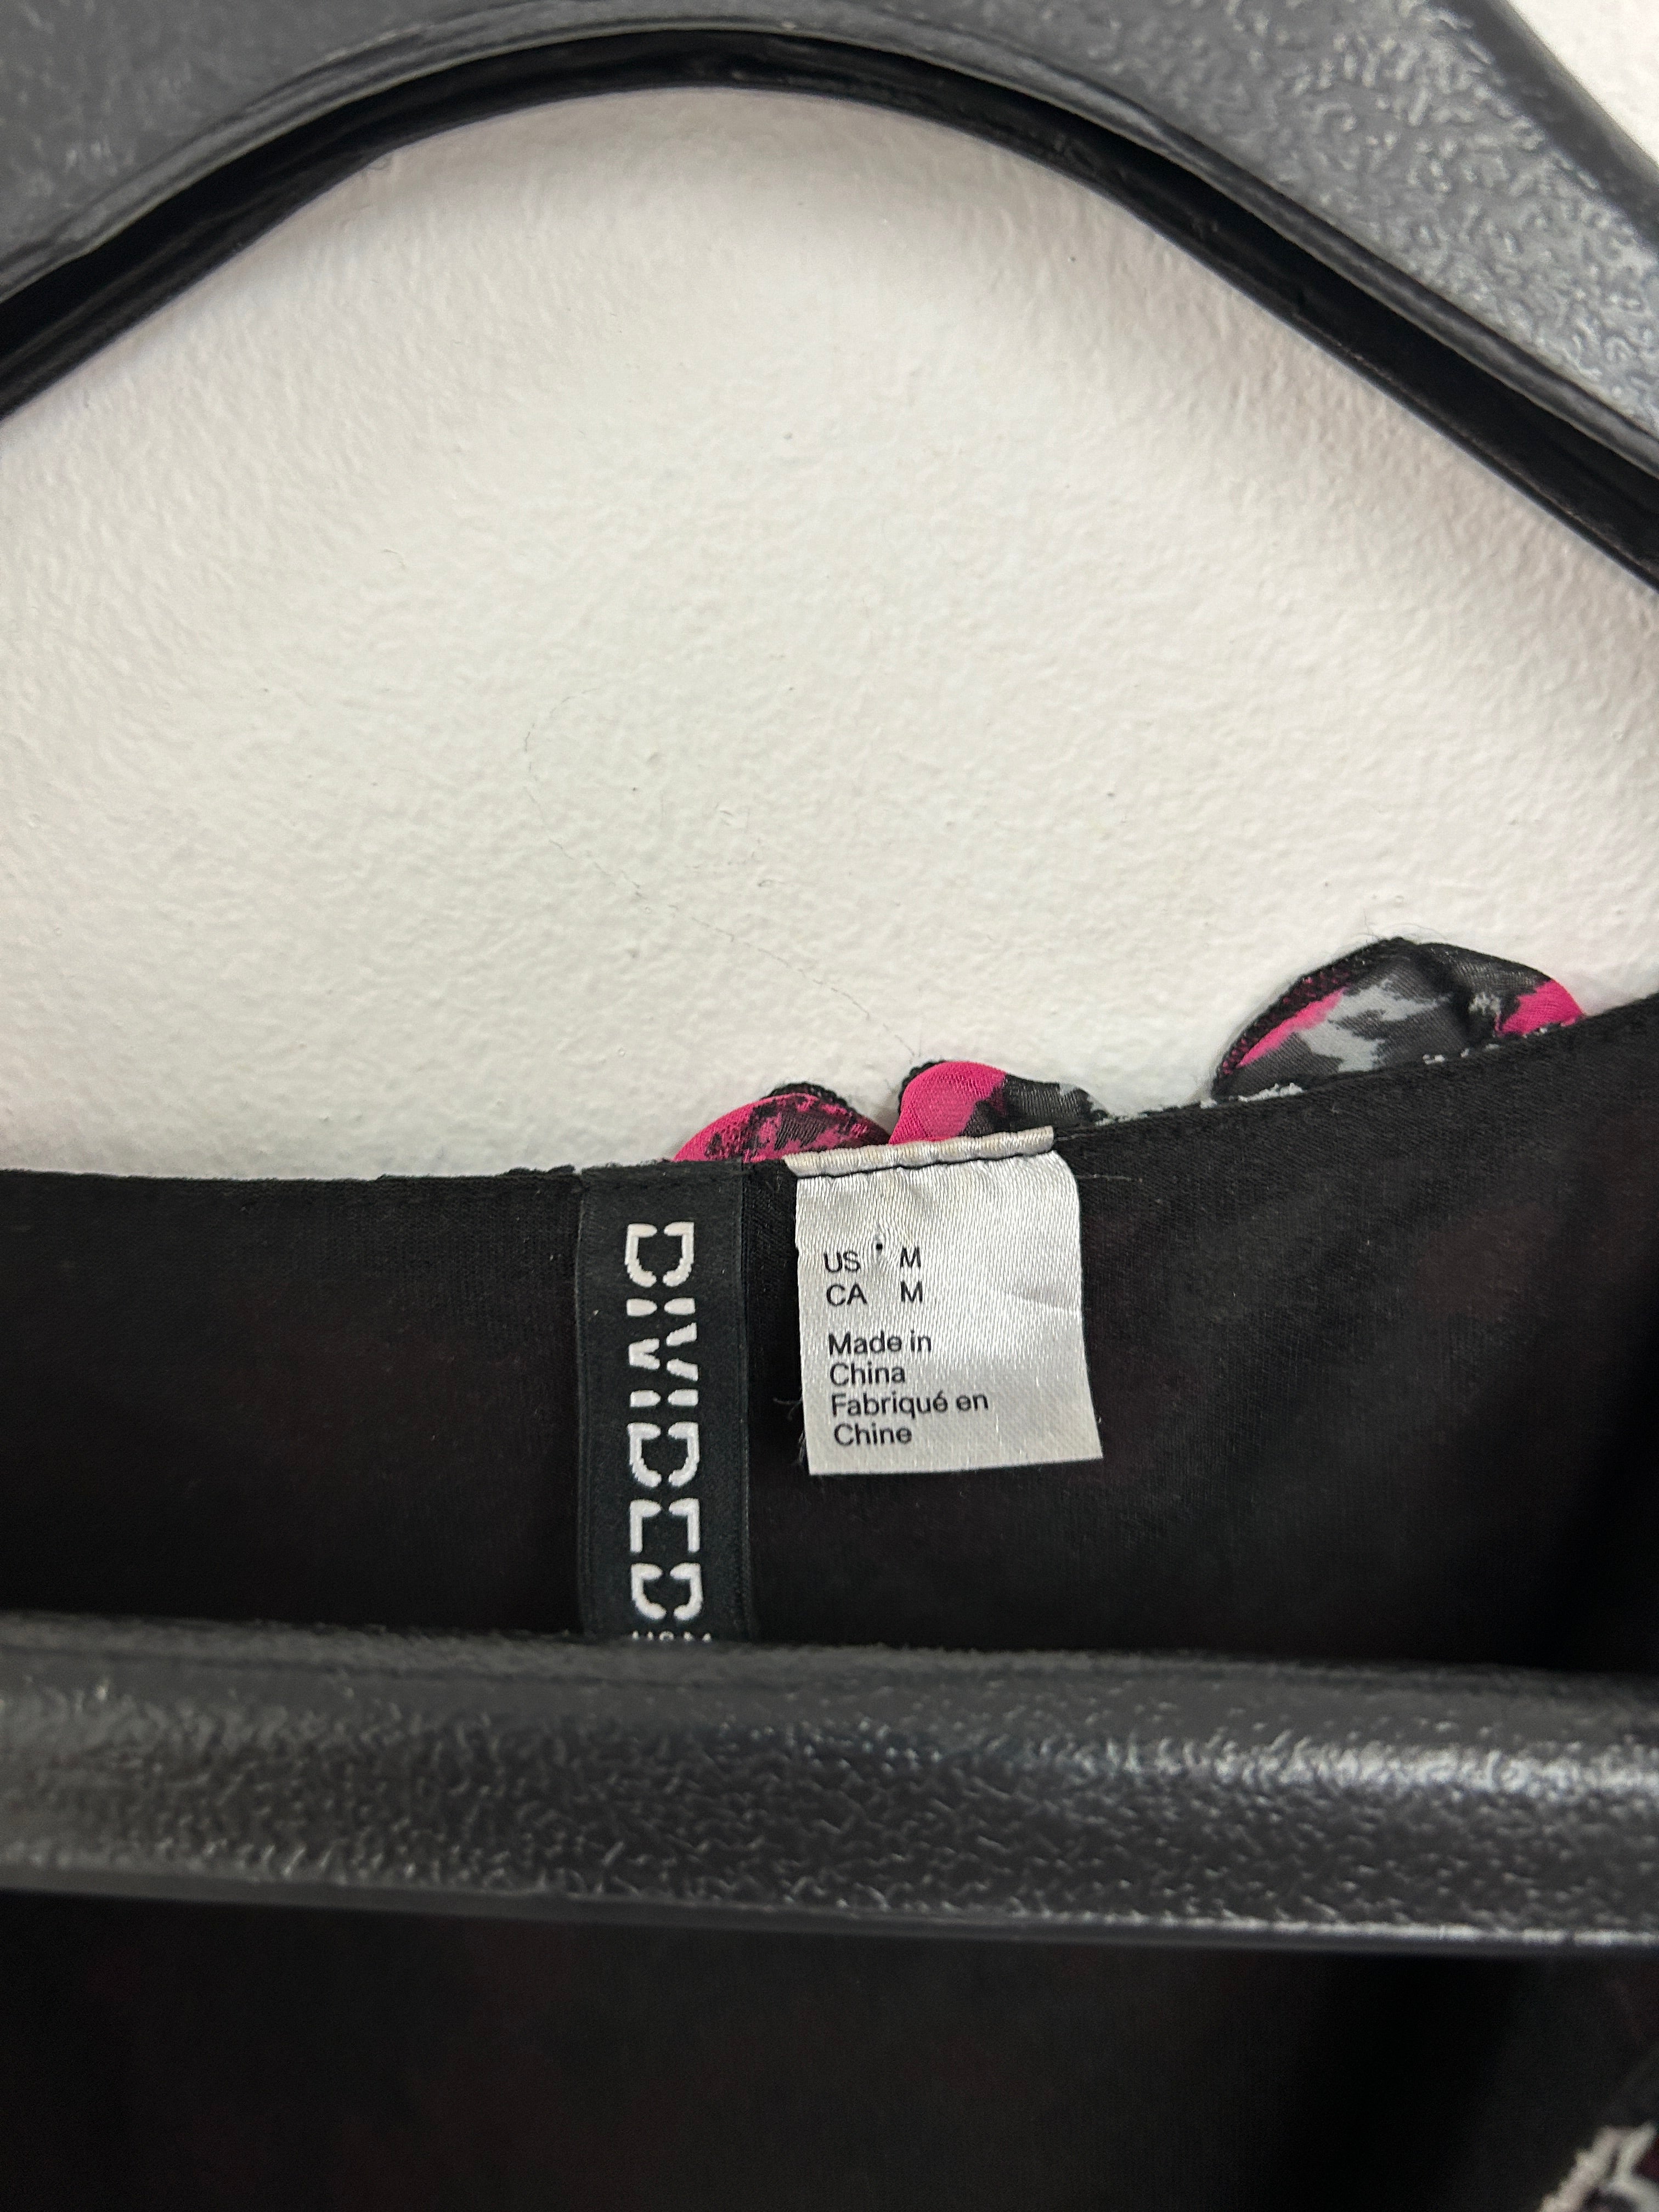 DIVIDED
US M
CA M
Made in
China
Fabriqué en
Chine